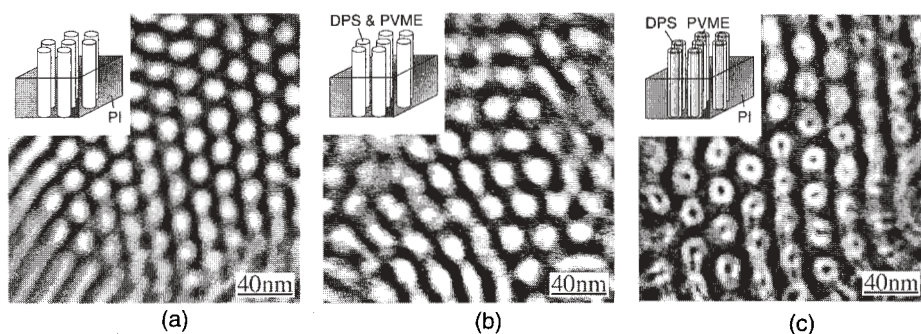 PI
40nm
(a)
DPS & PVME
40nm
(b)
DPS PVME
PI
40nm
(c)